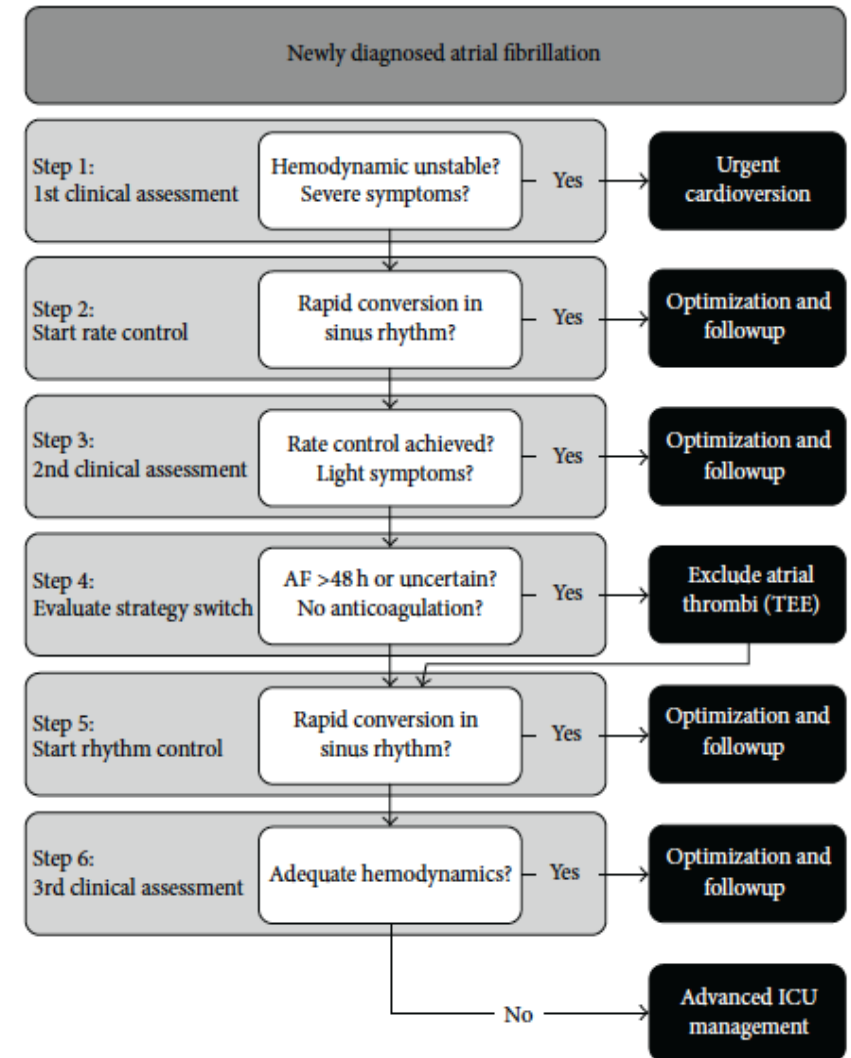 Newly diagnosed atrial fibrillation
Step 1:
1st clinical assessment
Hemodynamic unstable?
Severe symptoms?
Yes
Urgent
cardioversion
Step 2:
Start rate control
Rapid conversion in
sinus rhythm?
Yes
Optimization and
followup
Step 3:
2nd clinical assessment
Rate control achieved?
Light symptoms?
Yes
Optimization and
followup
Step 4:
Evaluate strategy switch
AF >48 h or uncertain?
No anticoagulation?
Yes
Exclude atrial
thrombi (TEE)
Step 5:
Start rhythm control
Rapid conversion in
sinus rhythm?
Yes
Optimization and
followup
Step 6:
3rd clinical assessment
Adequate hemodynamics?
Yes
Optimization and
followup
No
Advanced ICU
management